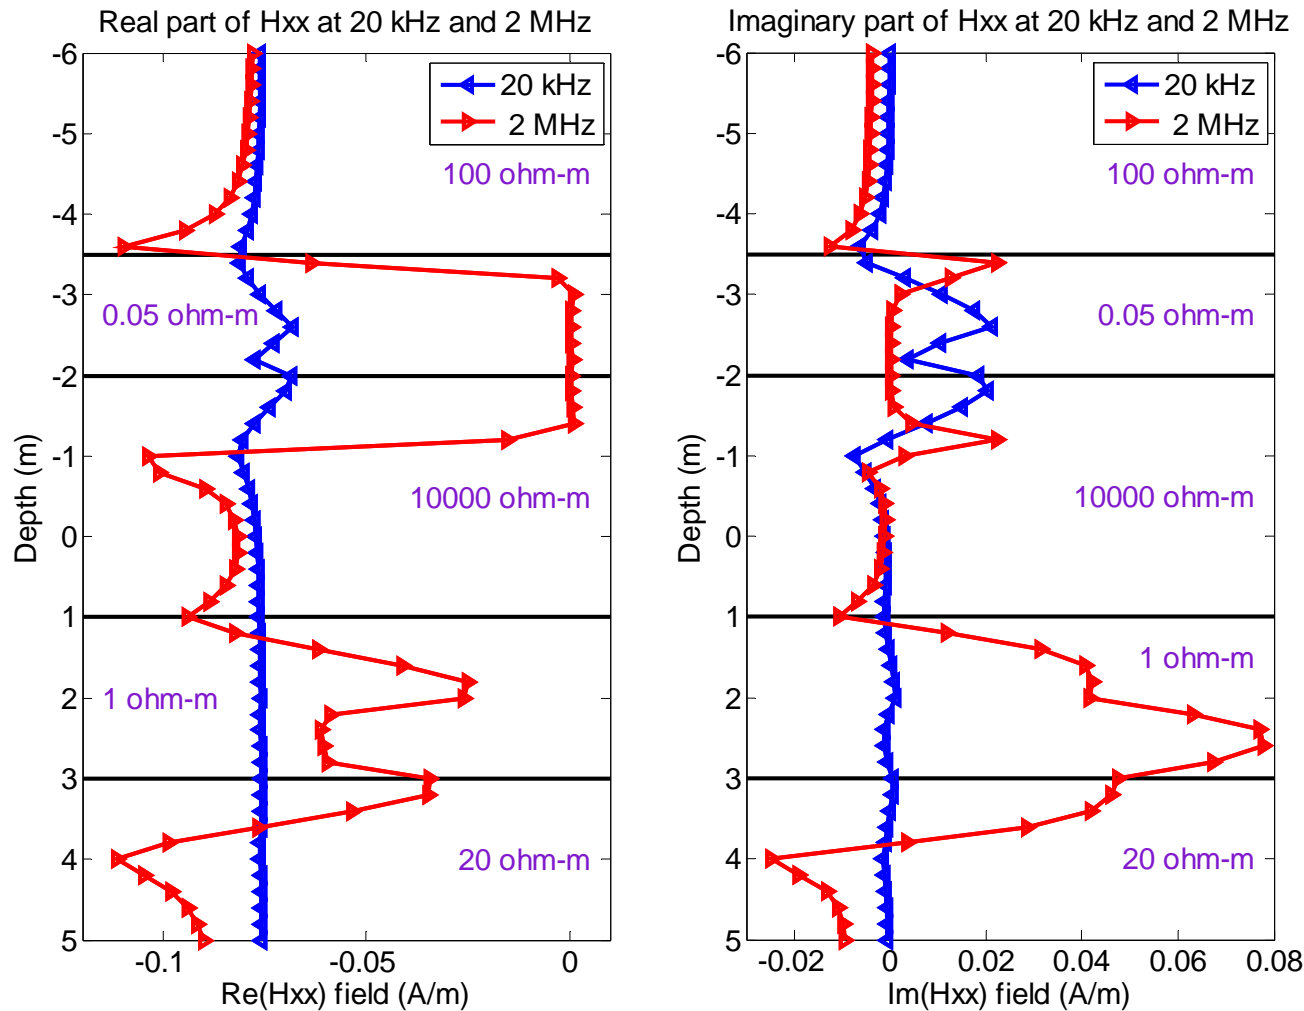 Real part of Hxx at 20 kHz and 2 MHz
-6
-5
-4
-3
-2
-1
0
1
2
3
4
5
Depth (m)
20 kHz
2 MHz
100 ohm-m
0.05 ohm-m
10000 ohm-m
1 ohm-m
20 ohm-m
-0.1
-0.05
0
Re(Hxx) field (A/m)
Imaginary part of Hxx at 20 kHz and 2 MHz
-6
-5
-4
-3
-2
-1
0
1
2
3
4
5
Depth (m)
20 kHz
2 MHz
100 ohm-m
0.05 ohm-m
10000 ohm-m
1 ohm-m
20 ohm-m
-0.02
0
0.02
0.04
0.06
0.08
Im(Hxx) field (A/m)